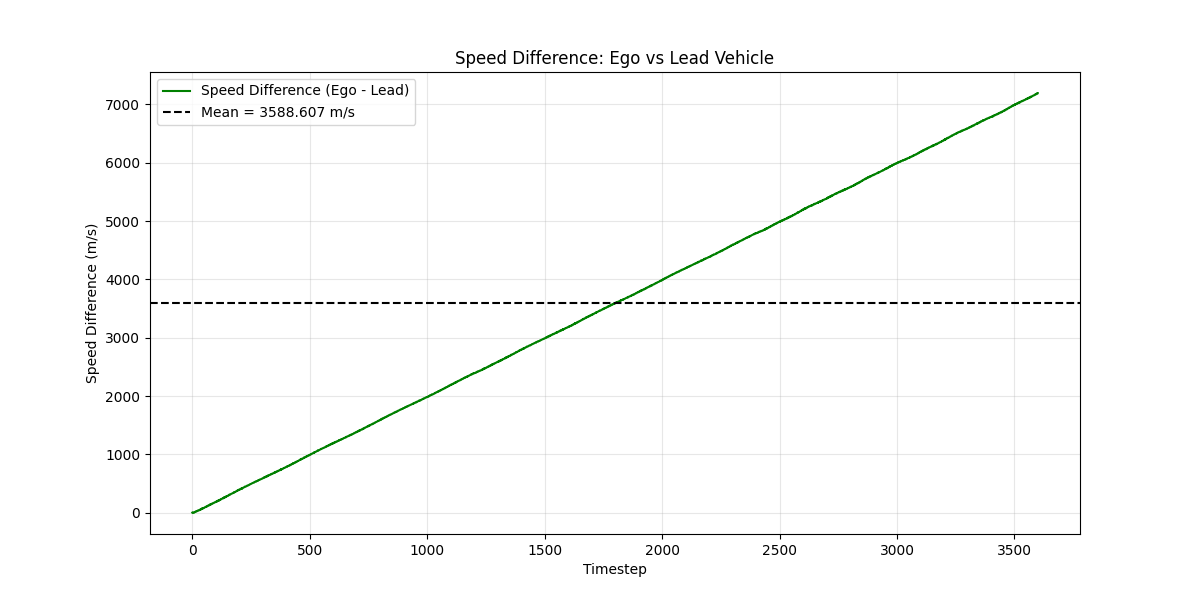 Speed Difference: Ego vs Lead Vehicle
Speed Difference (Ego - Lead)
Mean = 3588.607 m/s
Speed Difference (m/s)
7000
6000
5000
4000
3000
2000
1000
0
0 500 1000 1500 2000 2500 3000 3500
Timestep